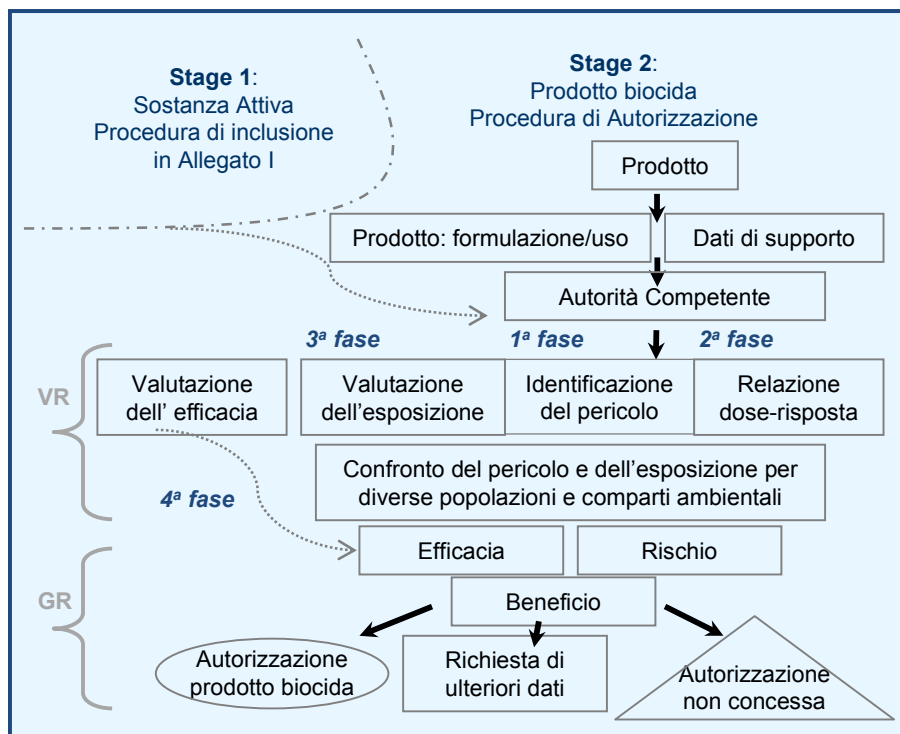 Stage 1:
Sostanza Attiva
Procedura di inclusione
in Allegato I
Stage 2:
Prodotto biocida
Procedura di Autorizzazione
Prodotto
Prodotto: formulazione/uso
Dati di supporto
Autorità Competente
3ª fase
1ª fase
2ª fase
VR
Valutazione
dell' efficacia
Valutazione
dell'esposizione
Identificazione
del pericolo
Relazione
dose-risposta
Confronto del pericolo e dell'esposizione per
diverse popolazioni e comparti ambientali
4ª fase
Efficacia
Rischio
GR
Beneficio
Autorizzazione
prodotto biocida
Richiesta di
ulteriori dati
Autorizzazione
non concessa